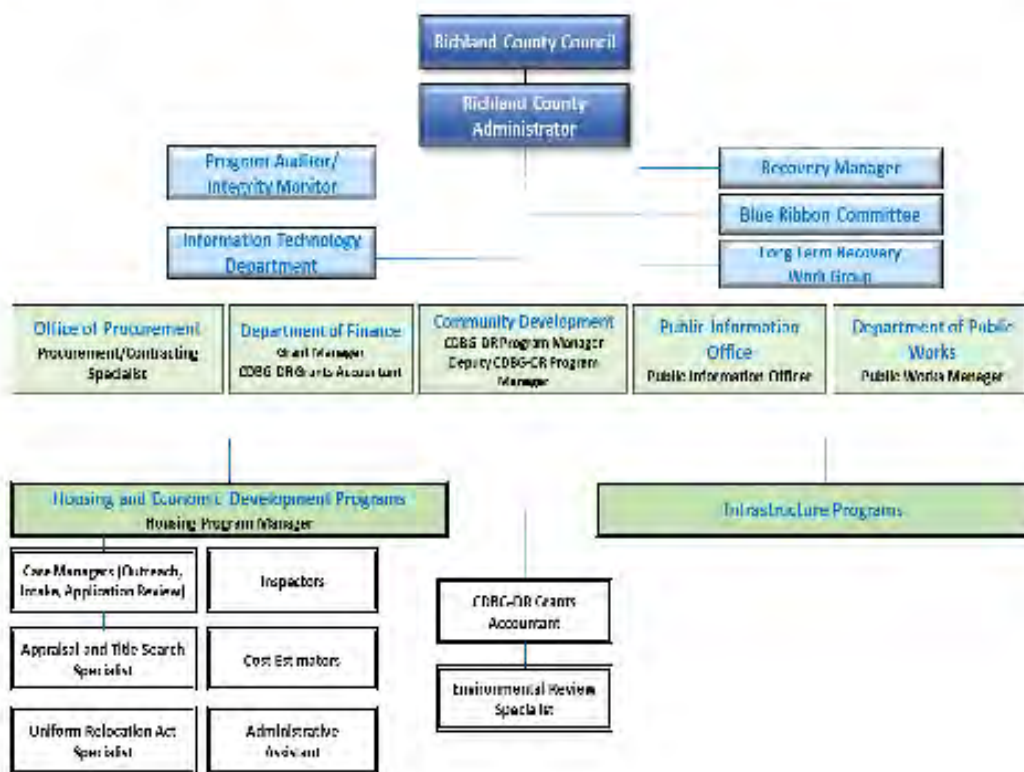 Richland County Council
Richland County
Administrator
Program Auditor/
Integrity Monitor
Recovery Manager
Blue Ribbon Committee
Information Technology
Department
Long Term Recovery
Work Group
Office of Procurement
Procurement/Contracting
Specialist
Department of Finance
Grant Manager
CDBG-DR Grants Accountant
Community Development
CDBG-DR Program Manager
Deputy CDBG-DR Program
Manager
Public Information
Office
Public Information Officer
Department of Public
Works
Public Works Manager
Housing and Economic Development Programs
Housing Program Manager
Infrastructure Programs
Case Managers (Outreach,
Intake, Application Review)
Inspectors
CDBG-DR Grants
Accountant
Appraisal and Title Search
Specialist
Cost Estimators
Environmental Review
Specialist
Uniform Relocation Act
Specialist
Administrative
Assistant